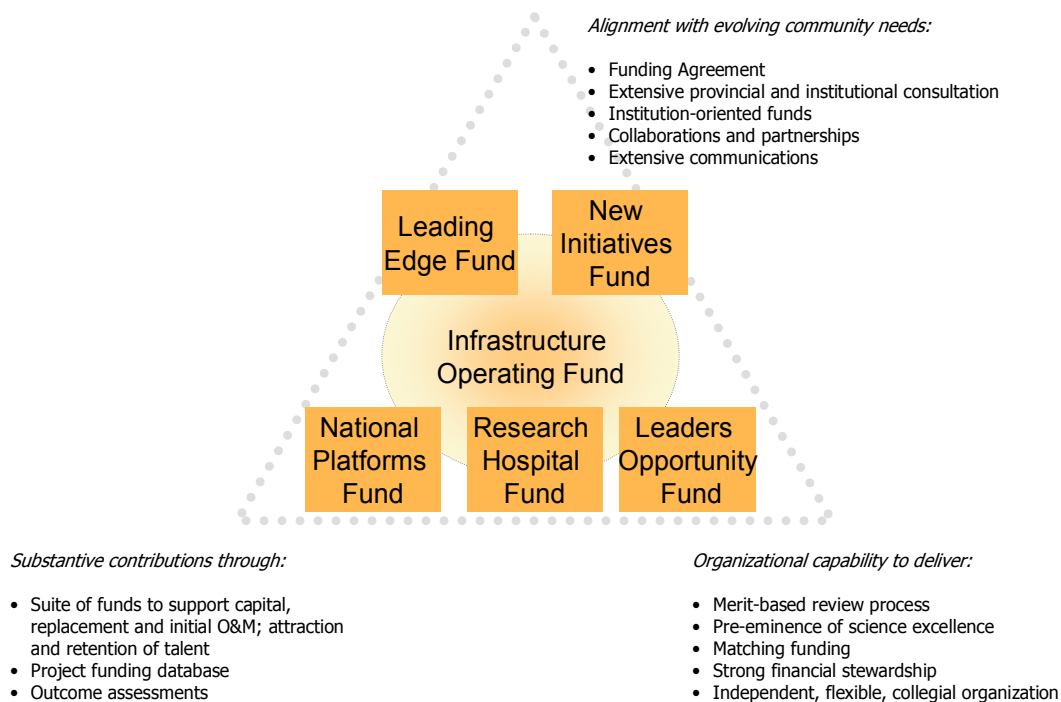 Alignment with evolving community needs:
• Funding Agreement
• Extensive provincial and institutional consultation
• Institution-oriented funds
• Collaborations and partnerships
• Extensive communications
Leading
Edge Fund
New
Initiatives
Fund
Infrastructure
Operating Fund
National
Platforms
Fund
Research
Hospital
Fund
Leaders
Opportunity
Fund
Substantive contributions through:
• Suite of funds to support capital,
replacement and initial O&M; attraction
and retention of talent
• Project funding database
• Outcome assessments
Organizational capability to deliver:
• Merit-based review process
• Pre-eminence of science excellence
• Matching funding
• Strong financial stewardship
• Independent, flexible, collegial organization